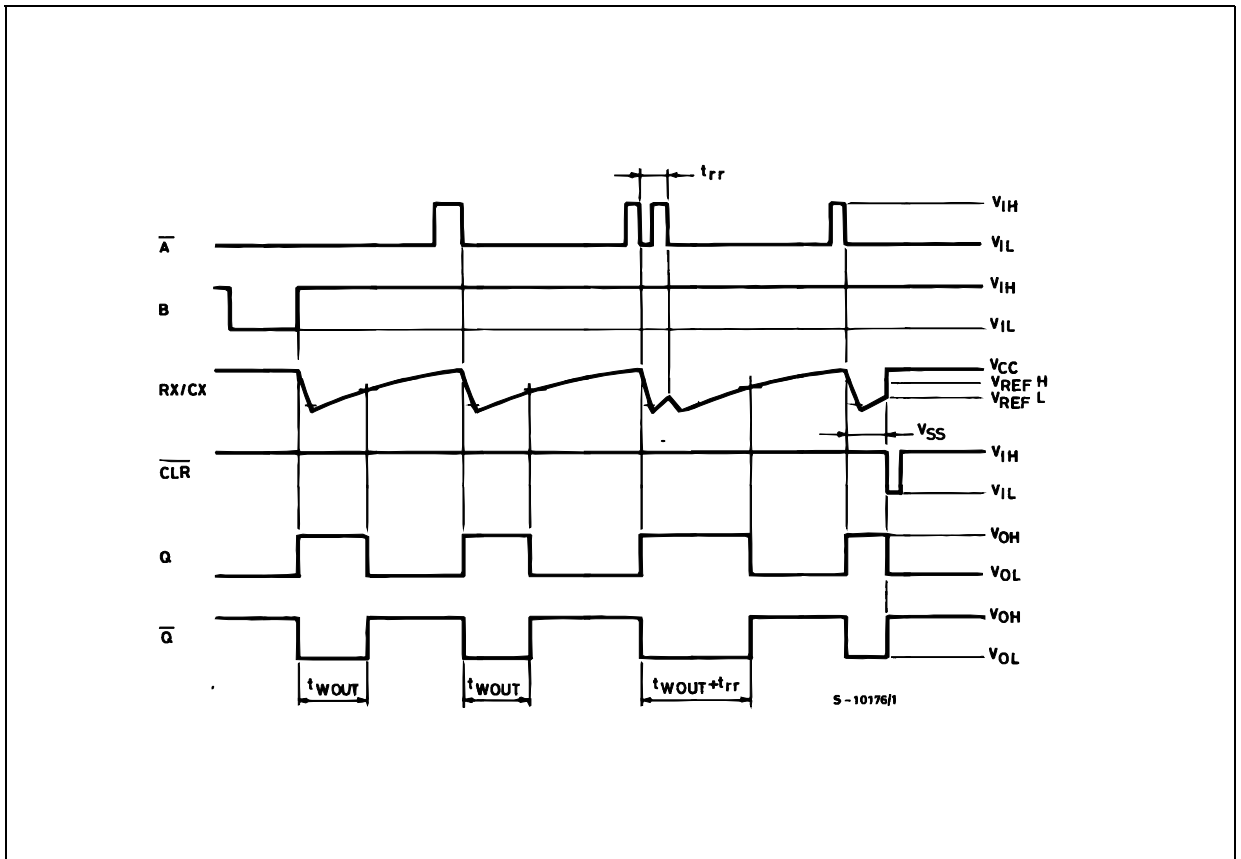 trr
VIH
A
VIL
VIH
B
VIL
VCC
RX/CX
VREF H
VREF L
VSS
VIH
CLR
VIL
VOH
Q
VOL
VOH
Q
VOL
tWOUT
tWOUT
tWOUT+trr
S-10176/1